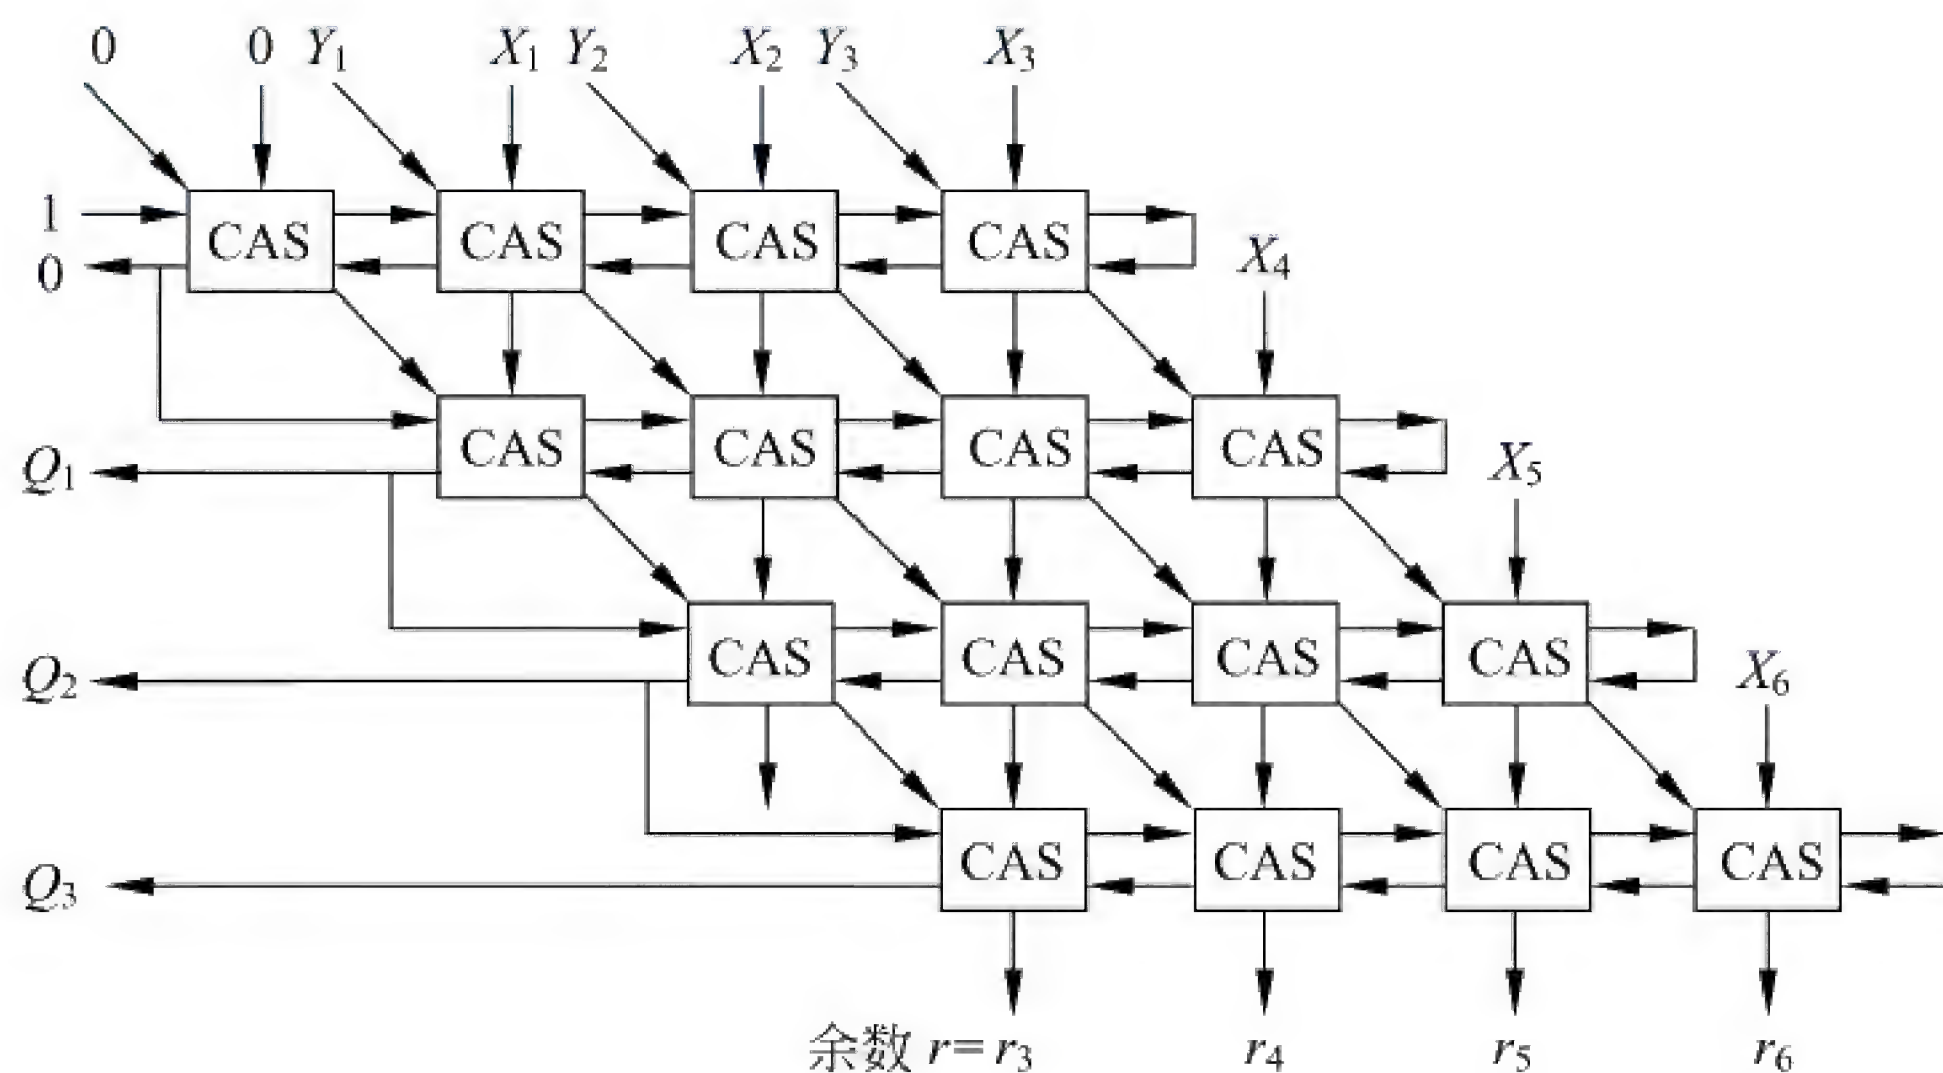 0 0 Y₁ X₁ Y₂ X₂ Y₃ X₃
1 CAS CAS CAS CAS
0 X₄
CAS CAS CAS CAS
Q₁ X₅
CAS CAS CAS CAS
Q₂ X₆
CAS CAS CAS CAS
Q₃
余数 r=r₃ r₄ r₅ r₆